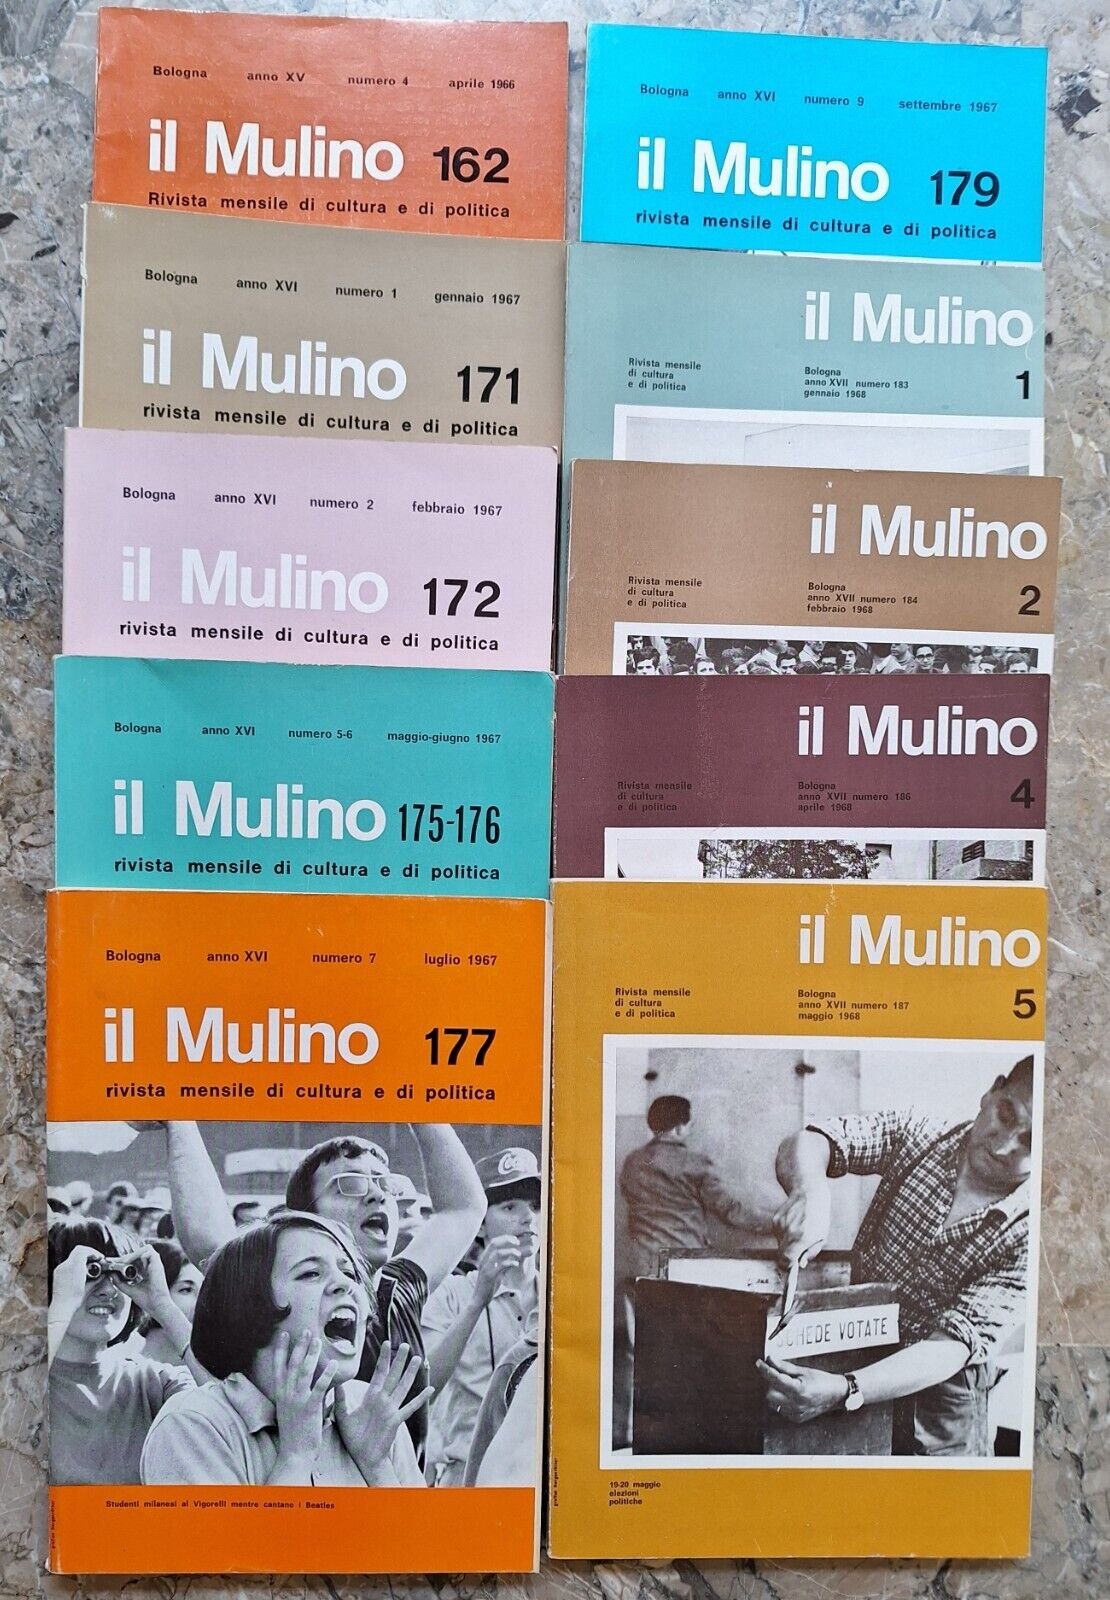 Bologna anno XV numero 4 aprile 1966
il Mulino 162
Rivista mensile di cultura e di politica
Bologna anno XVI numero 1 gennaio 1967
il Mulino 171
rivista mensile di cultura e di politica
Bologna anno XVI numero 2 febbraio 1967
il Mulino 172
rivista mensile di cultura e di politica
Bologna anno XVI numero 5-6 maggio-giugno 1967
il Mulino 175-176
rivista mensile di cultura e di politica
Bologna anno XVI numero 7 luglio 1967
il Mulino 177
rivista mensile di cultura e di politica
Studenti milanesi al Vigorelli mentre cantano i Beatles
Bologna anno XVI numero 9 settembre 1967
il Mulino 179
rivista mensile di cultura e di politica
il Mulino
Rivista mensile
di cultura
e di politica
Bologna
anno XVII numero 183
gennaio 1968
1
il Mulino
Rivista mensile
di cultura
e di politica
Bologna
anno XVII numero 184
febbraio 1968
2
il Mulino
Rivista mensile
di cultura
e di politica
Bologna
anno XVII numero 186
aprile 1968
4
il Mulino
Rivista mensile
di cultura
e di politica
Bologna
anno XVII numero 187
maggio 1968
5
SCHEDE VOTATE
19-20 maggio
elezioni
politiche